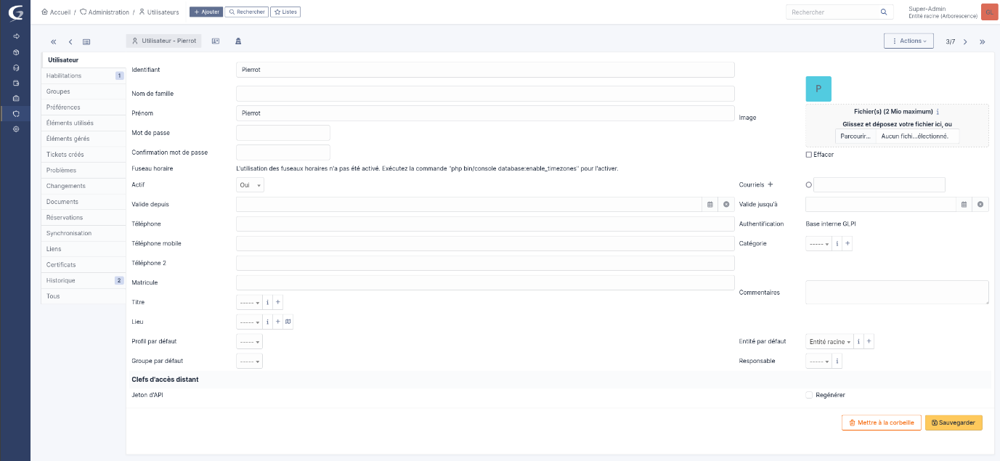 Accueil / Administration / Utilisateurs + Ajouter Rechercher Listes
Rechercher
Super-Admin
Entité racine (Arborescence)
GL
Utilisateur - Pierrot
Actions
3/7
Utilisateur
Habilitations 1
Groupes
Préférences
Éléments utilisés
Éléments gérés
Tickets créés
Problèmes
Changements
Documents
Réservations
Synchronisation
Liens
Certificats
Historique 2
Tous
Identifiant Pierrot
Nom de famille
Prénom Pierrot
Mot de passe
Confirmation mot de passe
Image
P
Fichier(s) (2 Mio maximum) i
Glissez et déposez votre fichier ici, ou
Parcourir... Aucun fichi...électionné.
Effacer
Fuseau horaire L'utilisation des fuseaux horaires n'a pas été activé. Exécutez la commande "php bin/console database:enable_timezones" pour l'activer.
Actif Oui Courriels +
Valide depuis Valide jusqu'à
Téléphone Authentification Base interne GLPI
Téléphone mobile Catégorie ----- i +
Téléphone 2
Matricule
Commentaires
Titre ----- i +
Lieu ----- i +
Profil par défaut ----- Entité par défaut Entité racine i +
Groupe par défaut ----- Responsable ----- i
Clefs d'accès distant
Jeton d'API Regénérer
Mettre à la corbeille Sauvegarder